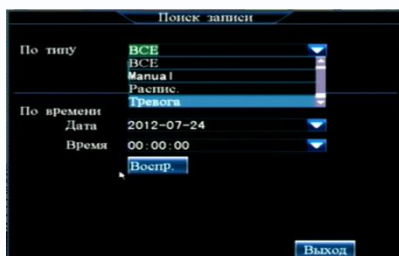 Поиск записи
По типу ВСЕ
ВСЕ
Manual
Распис.
Тревога
По времени
Дата 2012-07-24
Время 00:00:00
Воспр.
Выход